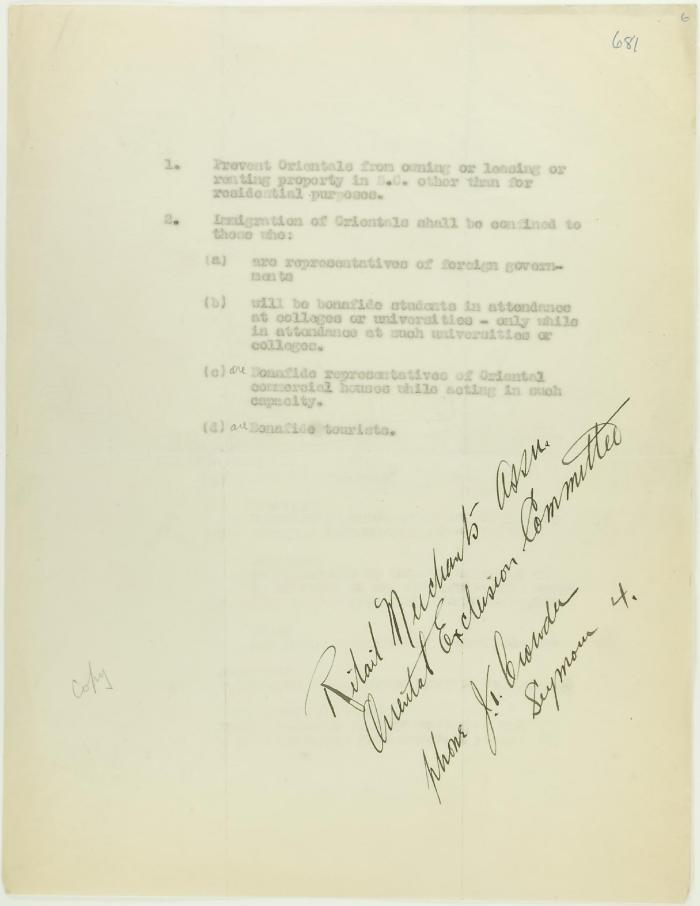 6
681
1. Prevent Orientals from owning or leasing or
renting property in B.C. other than for
residential purposes.
2. Immigration of Orientals shall be confined to
those who:
(a) are representatives of foreign govern-
ments
(b) will be bonafide students in attendance
at colleges or universities - only while
in attendance at such universities or
colleges.
(c) are Bonafide representatives of Oriental
commercial houses while acting in such
capacity.
(d) are Bonafide tourists.
Retail Merchants Assn.
Oriental Exclusion Committee
phone J. Crowder
Seymour 4.
copy